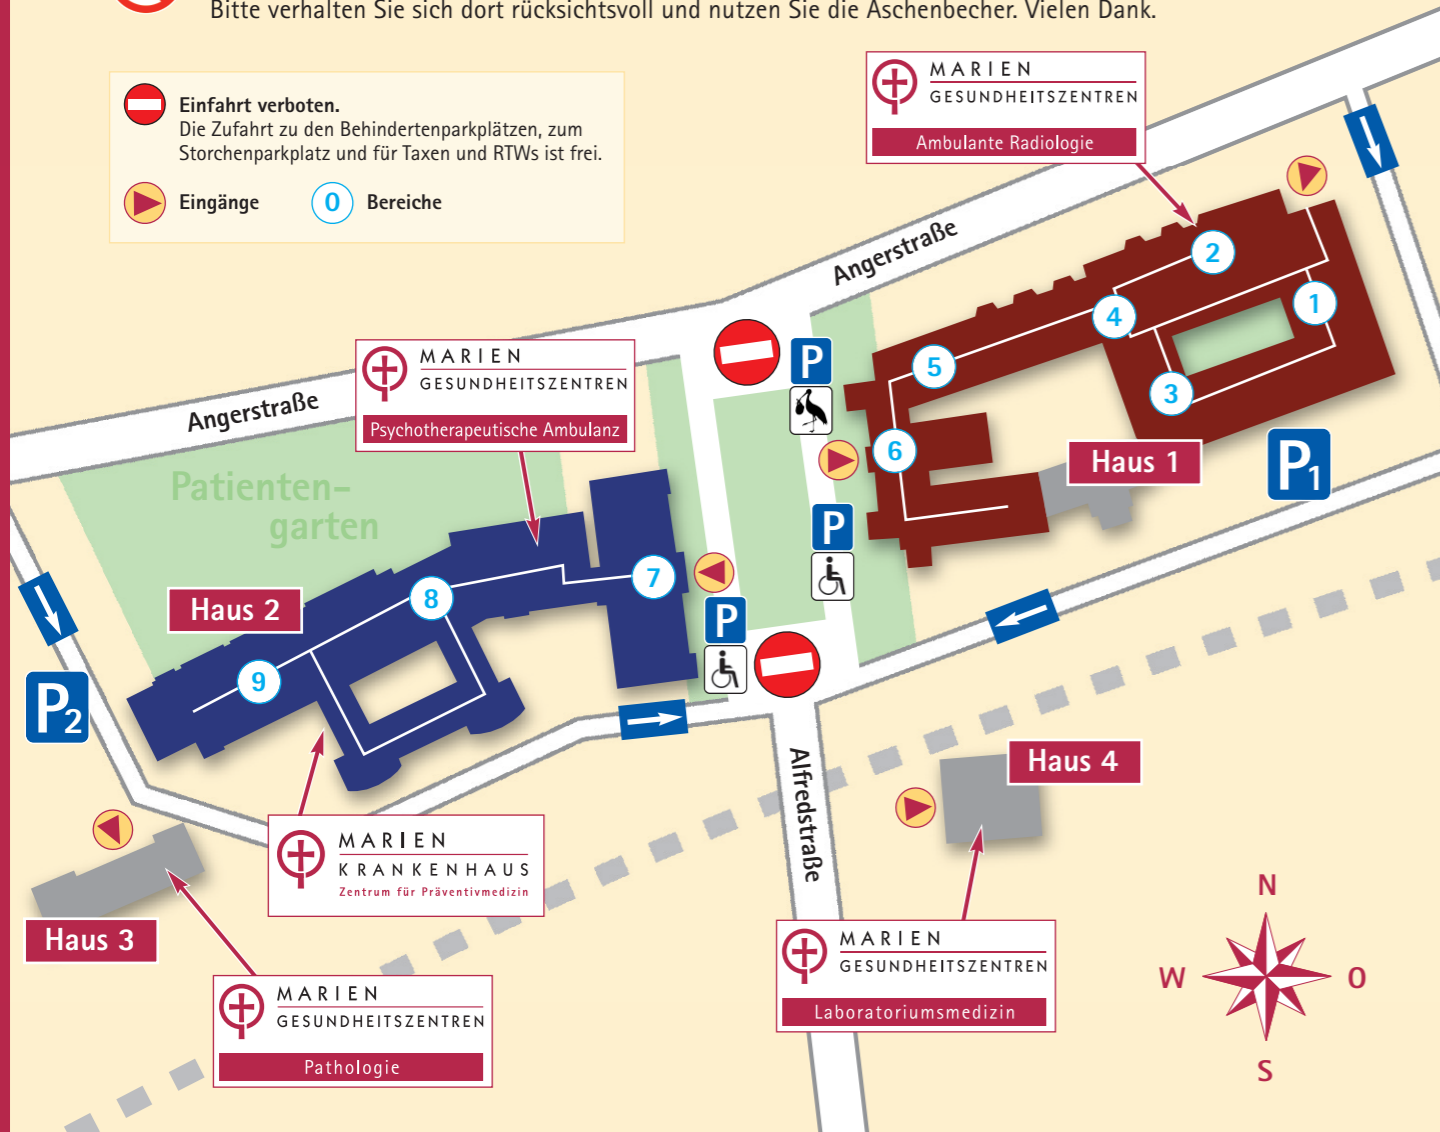 Bitte verhalten Sie sich dort rücksichtsvoll und nutzen Sie die Aschenbecher. Vielen Dank.
Einfahrt verboten.
Die Zufahrt zu den Behindertenparkplätzen, zum
Storchenparkplatz und für Taxen und RTWs ist frei.
Eingänge
0 Bereiche
MARIEN
GESUNDHEITSZENTREN
Ambulante Radiologie
Angerstraße
2
1
4
5
3
6
P
Haus 1
P1
MARIEN
GESUNDHEITSZENTREN
Psychotherapeutische Ambulanz
Angerstraße
Patienten-
garten
P
7
8
Haus 2
P
9
P2
Alfredstraße
Haus 4
MARIEN
KRANKENHAUS
Zentrum für Präventivmedizin
Haus 3
MARIEN
GESUNDHEITSZENTREN
Laboratoriumsmedizin
MARIEN
GESUNDHEITSZENTREN
Pathologie
N
W
O
S